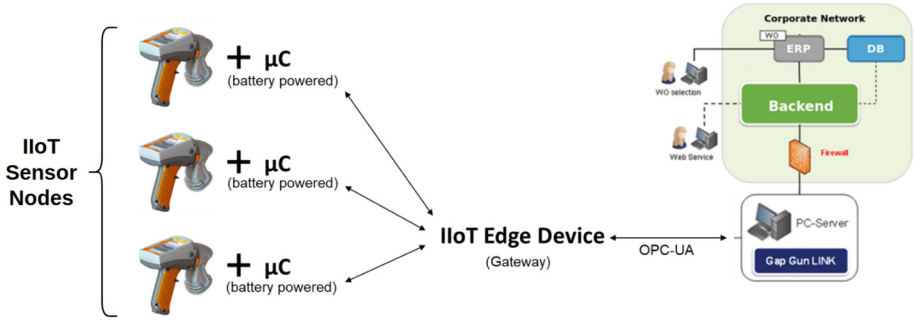 IIoT
Sensor
Nodes
+ µC
(battery powered)
+ µC
(battery powered)
+ µC
(battery powered)
IIoT Edge Device
(Gateway)
OPC-UA
Corporate Network
WO
ERP
DB
WO selection
Backend
Web Service
Firewall
PC-Server
Gap Gun LINK